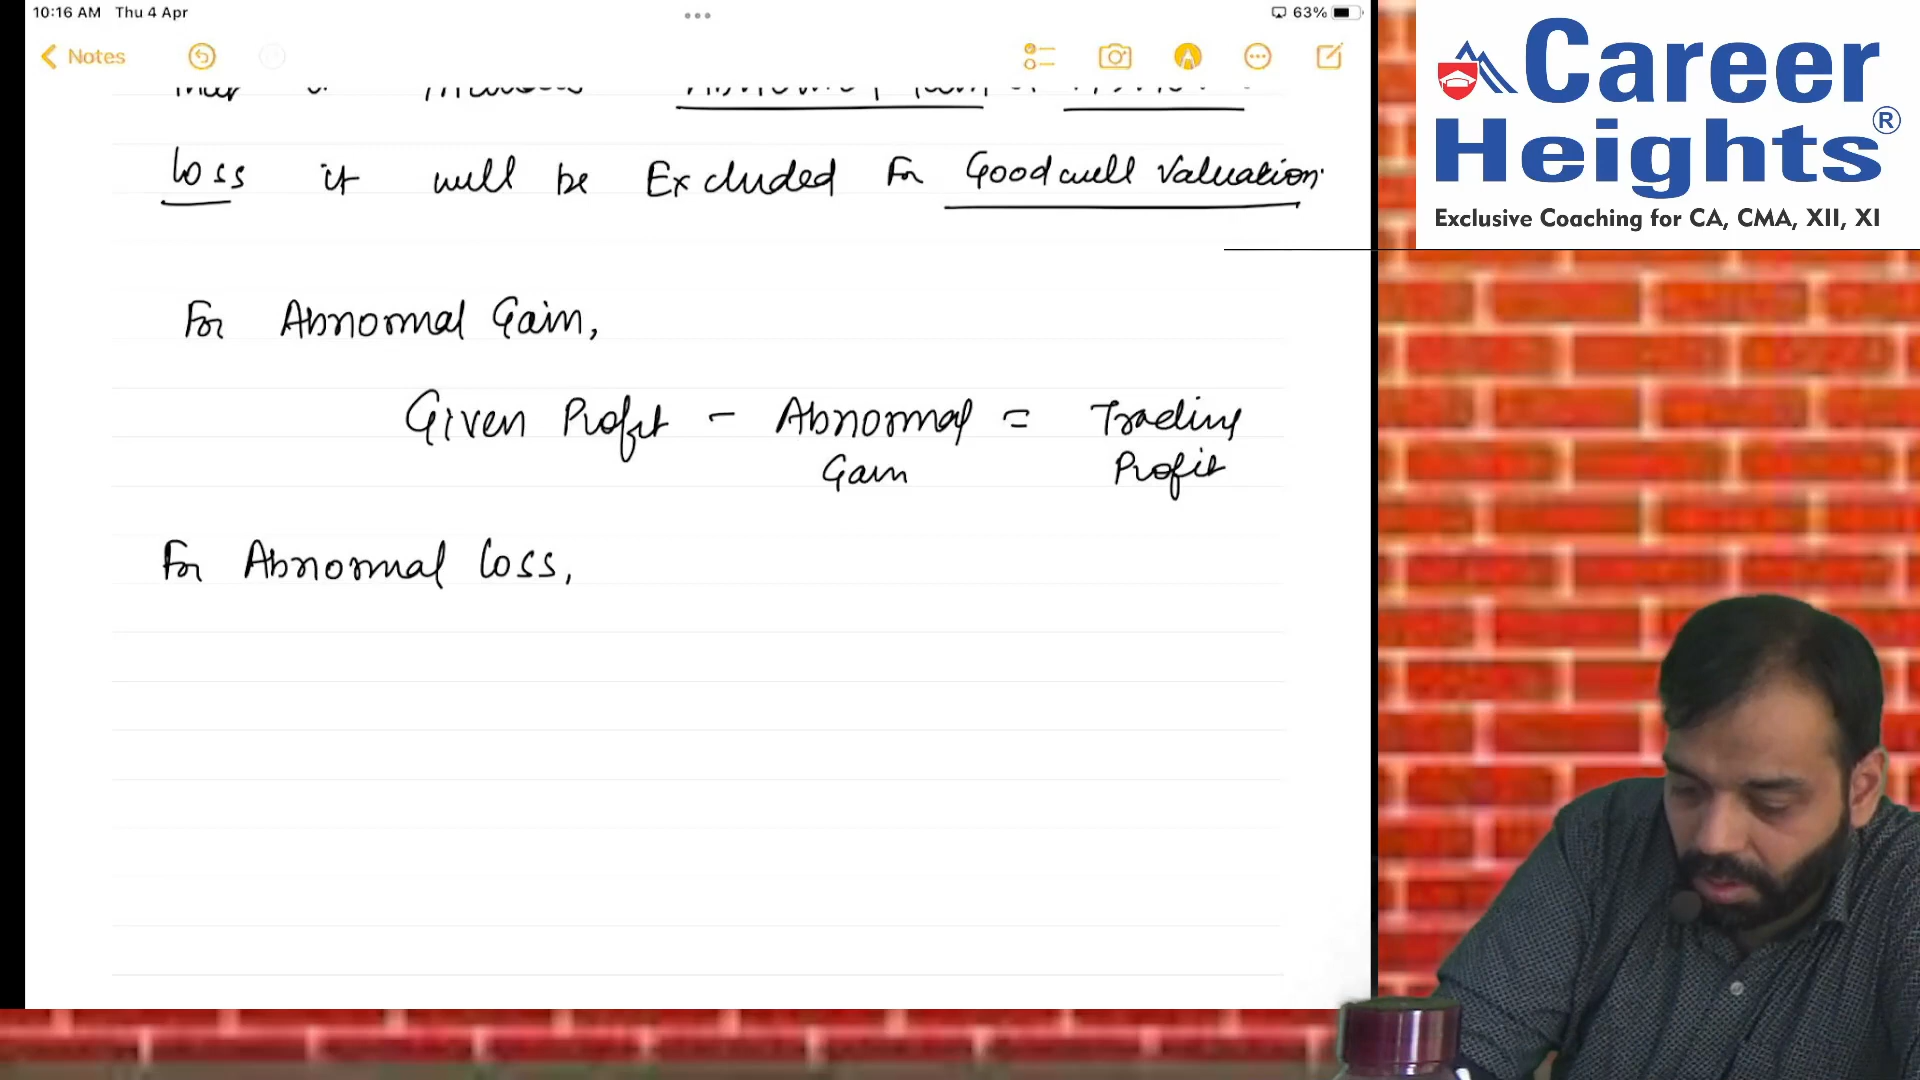 10:16 AM Thu 4 Apr
63%
Notes
loss it will be Excluded For Goodwill Valuation.
For Abnormal Gain,
Given Profit - Abnormal = Trading
Gain Profit
For Abnormal loss,
Career
Heights®
Exclusive Coaching for CA, CMA, XII, XI